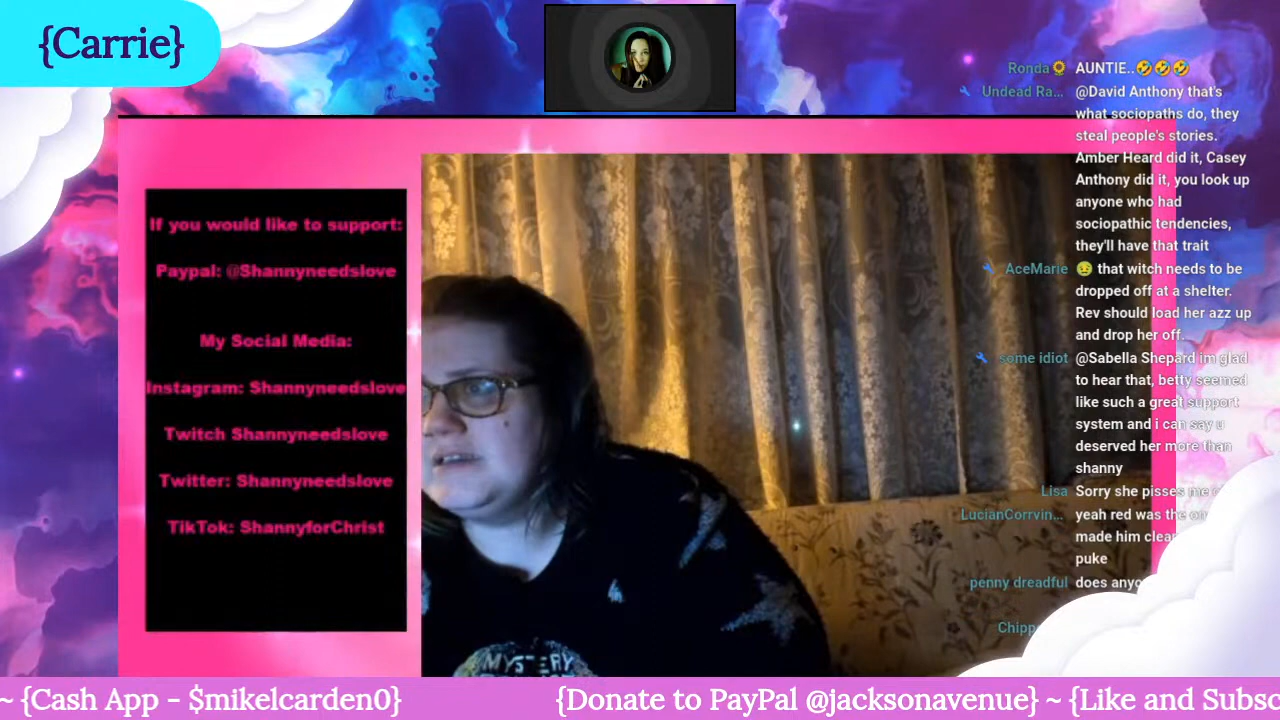 {Carrie}
If you would like to support:
Paypal: @Shannyneedslove
My Social Media:
Instagram: Shannyneedslove
Twitch Shannyneedslove
Twitter: Shannyneedslove
TikTok: ShannyforChrist
MYSTERY
Ronda🌻 AUNTIE..🤣🤣🤣
Undead Ra... @David Anthony that's
what sociopaths do, they
steal people's stories.
Amber Heard did it, Casey
Anthony did it, you look up
anyone who had
sociopathic tendencies,
they'll have that trait
AceMarie 🤢 that witch needs to be
dropped off at a shelter.
Rev should load her azz up
and drop her off.
some idiot @Sabella Shepard im glad
to hear that, betty seemed
like such a great support
system and i can say u
deserved her more than
shanny
Lisa Sorry she pisses me
LucianCorrvin... yeah red was the
made him
puke
penny dreadful does
~ {Cash App - $mikelcarden0} {Donate to PayPal @jacksonavenue} ~ {Like and